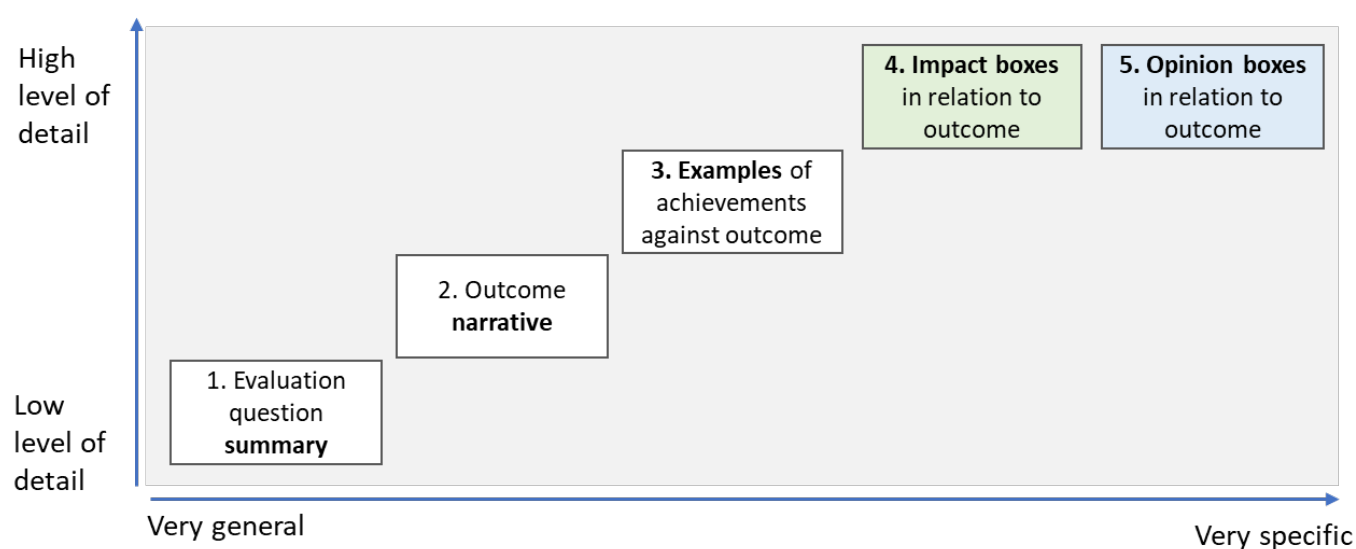 High
level of
detail
4. Impact boxes
in relation to
outcome
5. Opinion boxes
in relation to
outcome
3. Examples of
achievements
against outcome
2. Outcome
narrative
1. Evaluation
question
summary
Low
level of
detail
Very general
Very specific